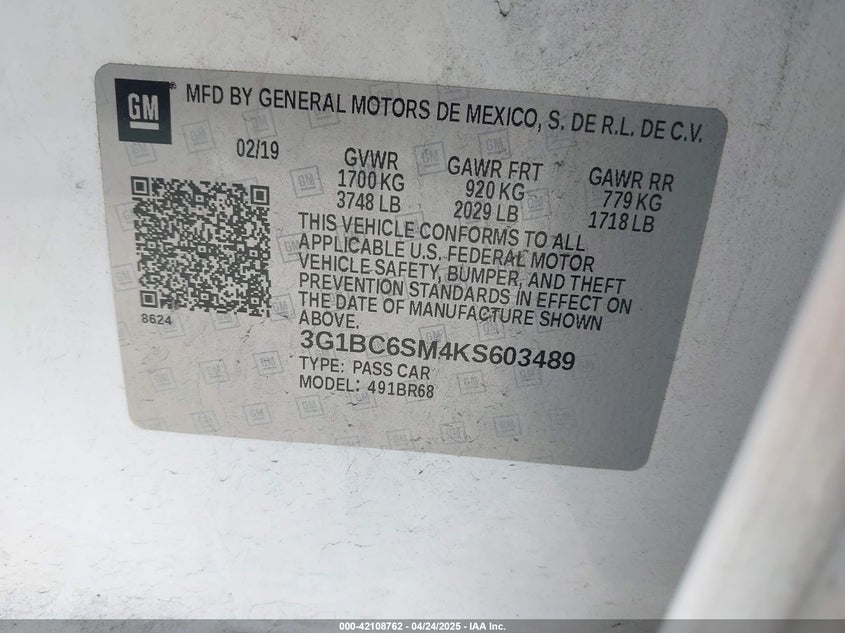 GM
MFD BY GENERAL MOTORS DE MEXICO, S. DE R.L. DE C.V.
02/19 GVWR GAWR FRT GAWR RR
1700 KG 920 KG 779 KG
3748 LB 2029 LB 1718 LB
THIS VEHICLE CONFORMS TO ALL
APPLICABLE U.S. FEDERAL MOTOR
VEHICLE SAFETY, BUMPER, AND THEFT
PREVENTION STANDARDS IN EFFECT ON
THE DATE OF MANUFACTURE SHOWN
ABOVE.
8624
3G1BC6SM4KS603489
TYPE: PASS CAR
MODEL: 491BR68
000-42108762 - 04/24/2025 - IAA Inc.